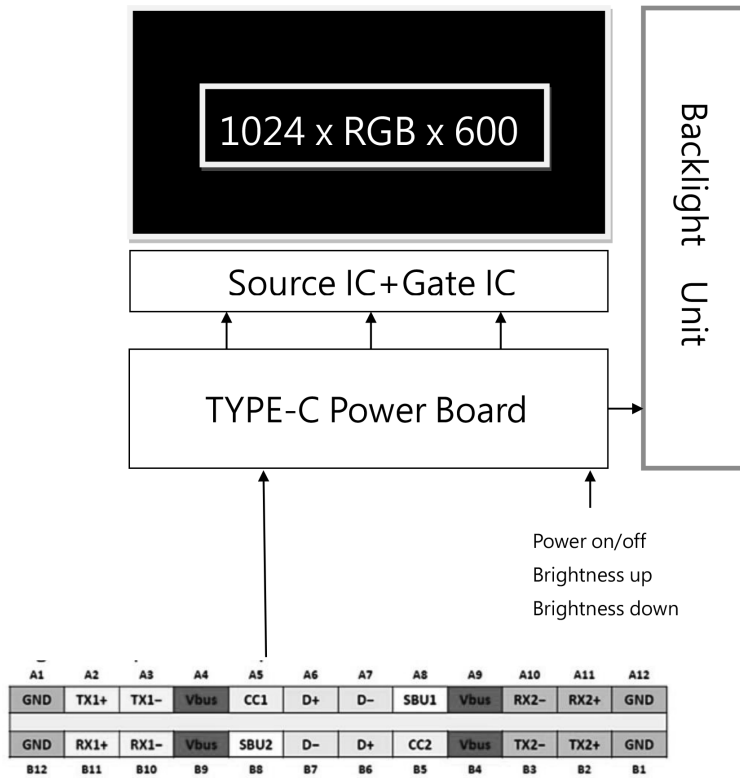 1024 x RGB x 600
Backlight Unit
Source IC+Gate IC
TYPE-C Power Board
Power on/off
Brightness up
Brightness down
A1 A2 A3 A4 A5 A6 A7 A8 A9 A10 A11 A12
GND TX1+ TX1– Vbus CC1 D+ D– SBU1 Vbus RX2– RX2+ GND
GND RX1+ RX1– Vbus SBU2 D– D+ CC2 Vbus TX2– TX2+ GND
B12 B11 B10 B9 B8 B7 B6 B5 B4 B3 B2 B1